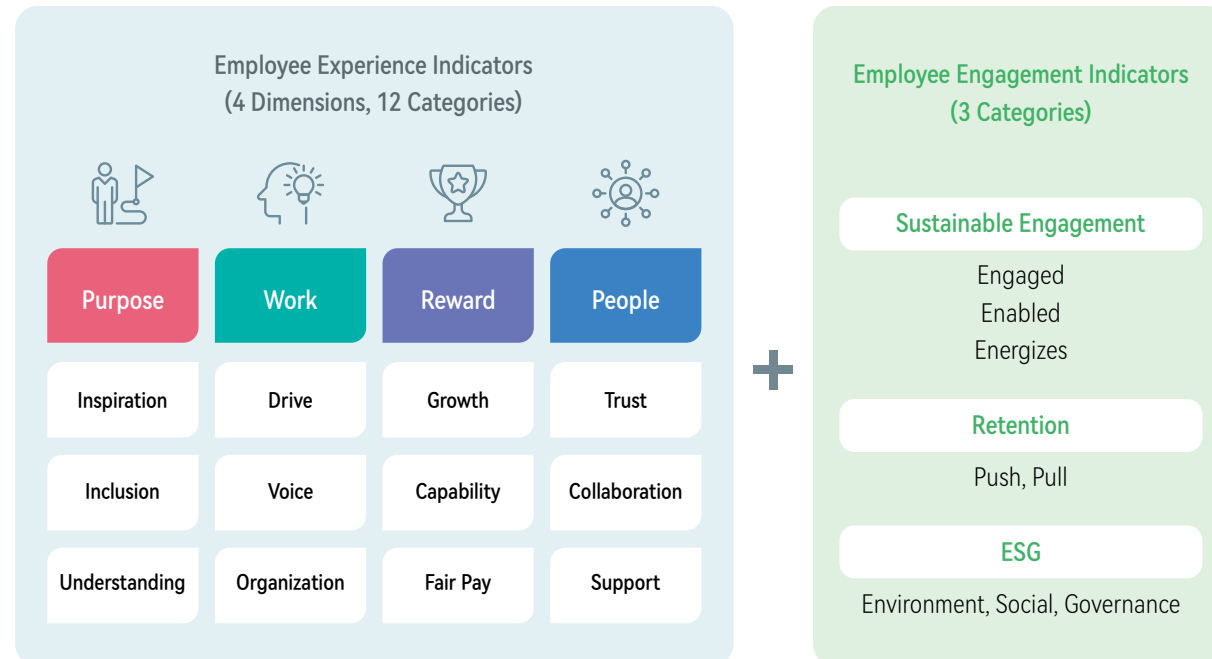 Employee Experience Indicators
(4 Dimensions, 12 Categories)
Purpose
Work
Reward
People
Inspiration
Drive
Growth
Trust
Inclusion
Voice
Capability
Collaboration
Understanding
Organization
Fair Pay
Support
+
Employee Engagement Indicators
(3 Categories)
Sustainable Engagement
Engaged
Enabled
Energizes
Retention
Push, Pull
ESG
Environment, Social, Governance